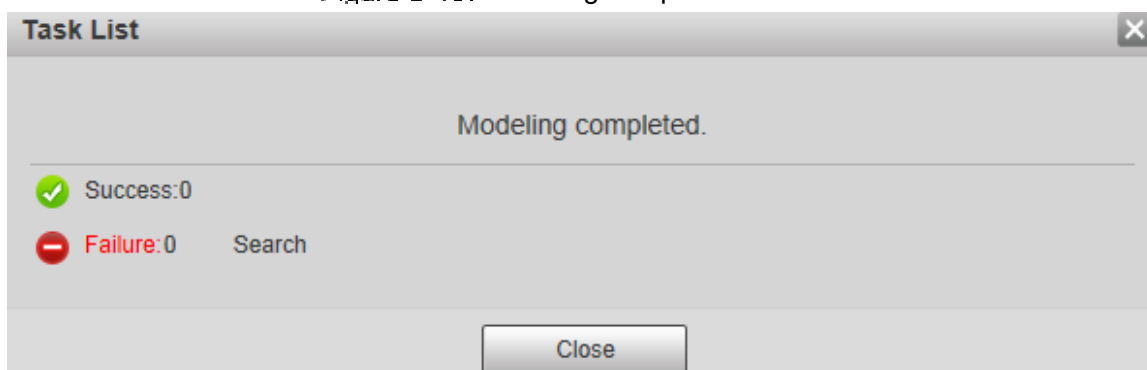 Task List
Modeling completed.
Success:0
Failure:0 Search
Close